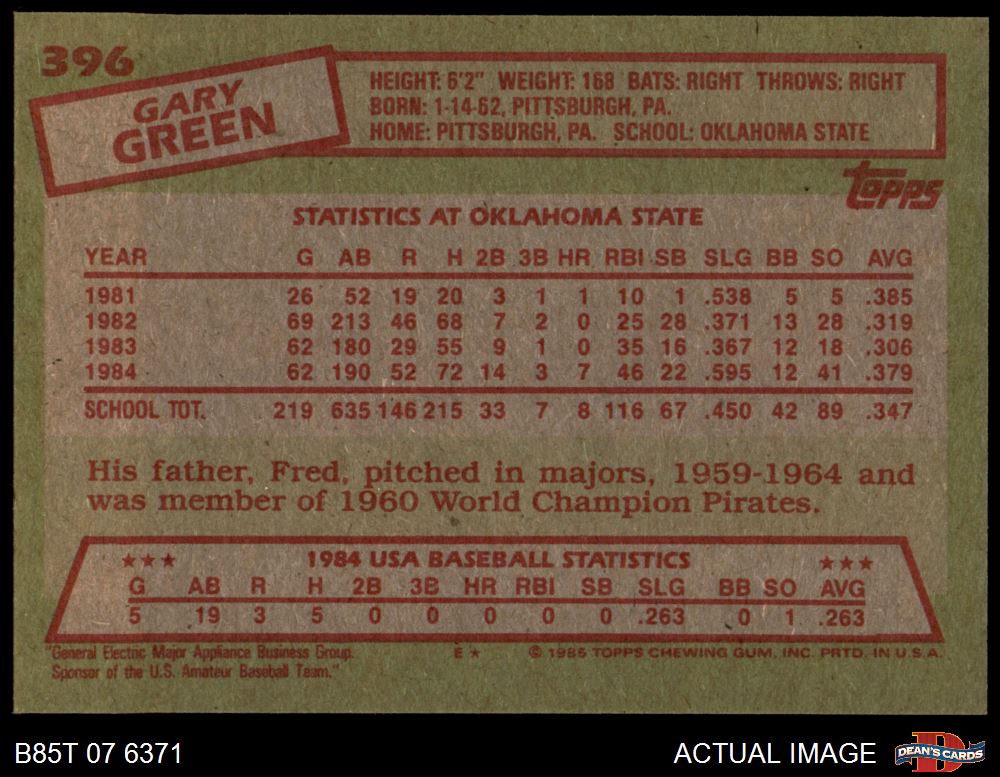 396
GARY
GREEN
HEIGHT: 6'2" WEIGHT: 168 BATS: RIGHT THROWS: RIGHT
BORN: 1-14-62, PITTSBURGH, PA.
HOME: PITTSBURGH, PA. SCHOOL: OKLAHOMA STATE
TOPPS
STATISTICS AT OKLAHOMA STATE
YEAR G AB R H 2B 3B HR RBI SB SLG BB SO AVG
1981 26 52 19 20 3 1 1 10 1 .538 5 5 .385
1982 69 213 46 68 7 2 0 25 28 .371 13 28 .319
1983 62 180 29 55 9 1 0 35 16 .367 12 18 .306
1984 62 190 52 72 14 3 7 46 22 .595 12 41 .379
SCHOOL TOT. 219 635 146 215 33 7 8 116 67 .450 42 89 .347
His father, Fred, pitched in majors, 1959-1964 and
was member of 1960 World Champion Pirates.
★★★ 1984 USA BASEBALL STATISTICS ★★★
G AB R H 2B 3B HR RBI SB SLG BB SO AVG
5 19 3 5 0 0 0 0 0 .263 0 1 .263
"General Electric Major Appliance Business Group.
Sponsor of the U.S. Amateur Baseball Team."
E ★ © 1985 TOPPS CHEWING GUM, INC. PRTD. IN U.S.A.
B85T 07 6371
ACTUAL IMAGE
D
DEAN'S CARDS